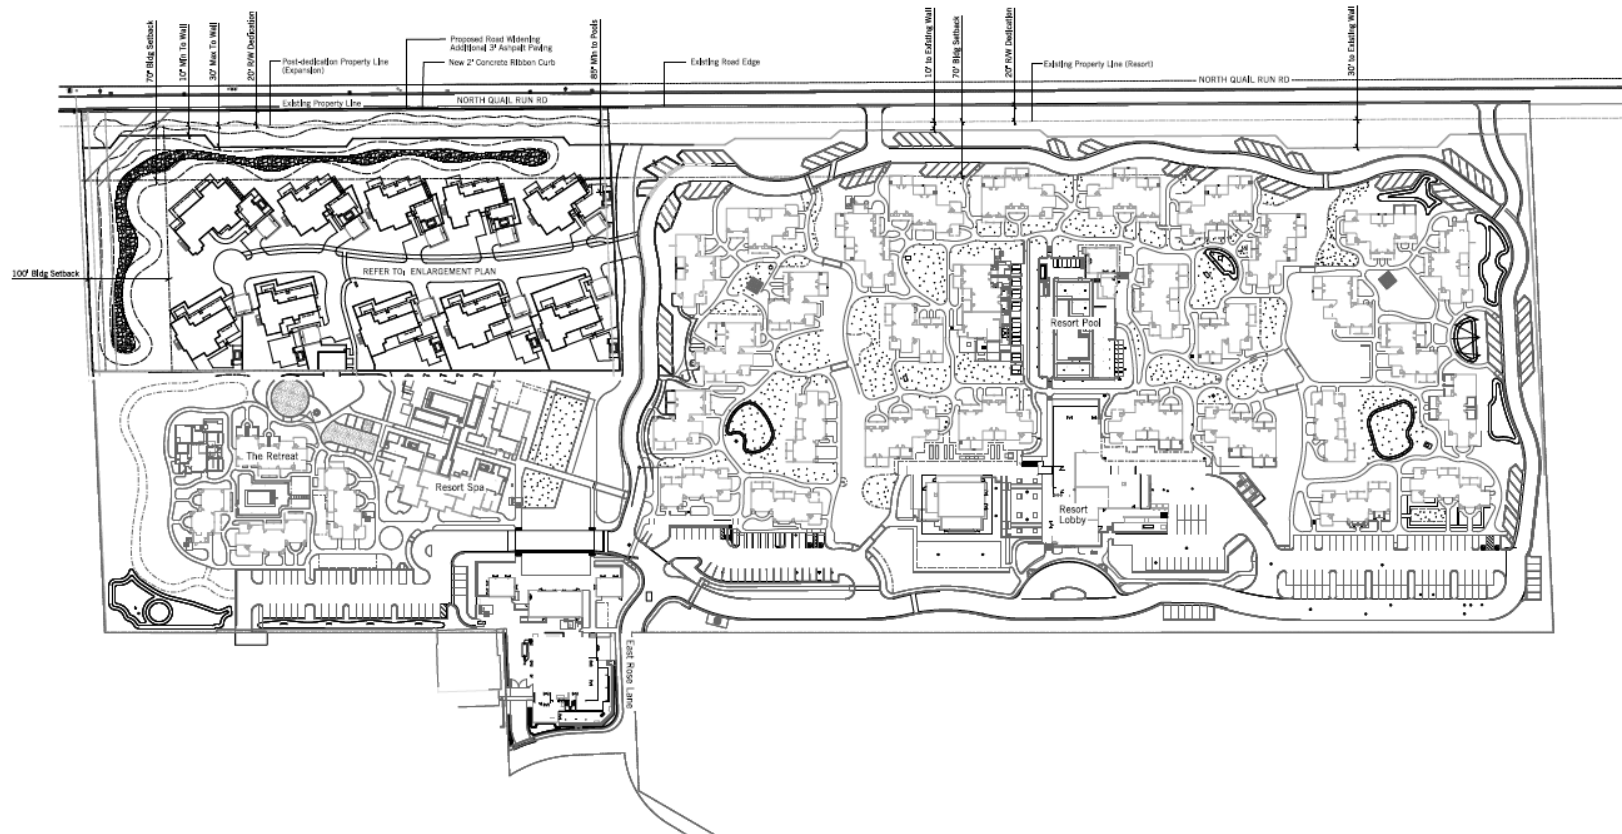 70' Bldg Setback
10' Min To Wall
30' Max To Wall
20' R/W Dedication
Post-dedication Property Line
(Expansion)
Existing Property Line
Proposed Road Widening
Additional 3' Ashpalt Paving
New 2' Concrete Ribbon Curb
NORTH QUAIL RUN RD
85' Min to Pools
Existing Road Edge
10' to Existing Wall
70' Bldg Setback
20' R/W Dedication
Existing Property Line (Resort)
NORTH QUAIL RUN RD
30' to Existing Wall
100' Bldg Setback
REFER TO ENLARGEMENT PLAN
Resort Pool
The Retreat
Resort Spa
Resort
Lobby
East Rose Lane